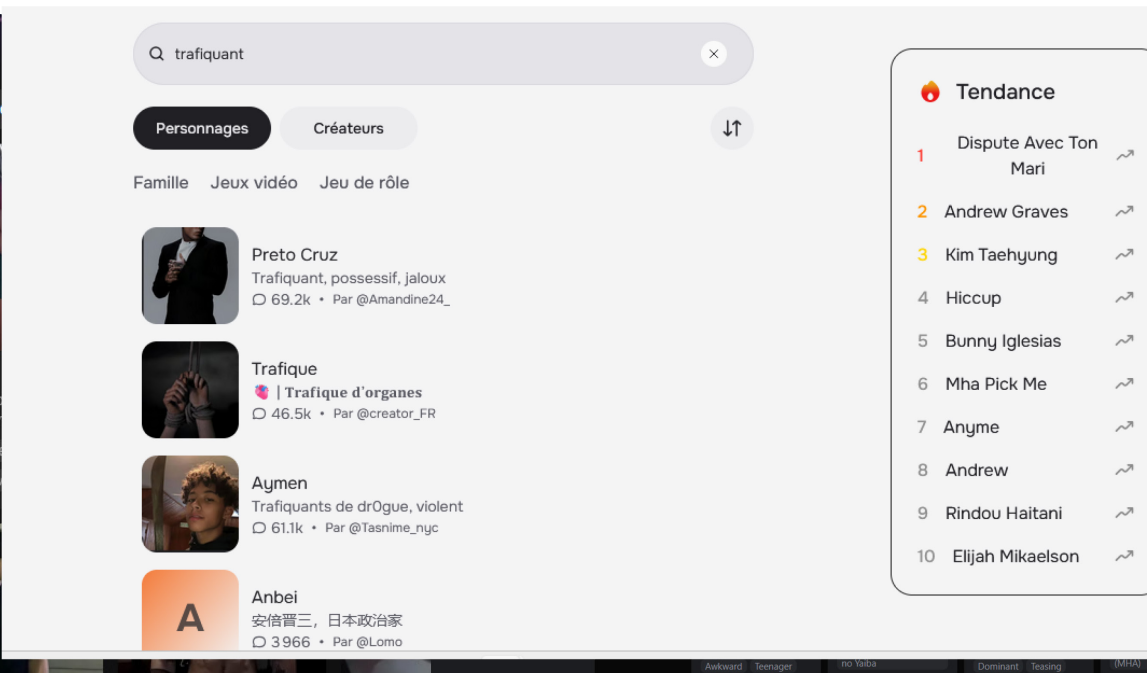 trafiquant
Personnages
Créateurs
Famille
Jeux vidéo
Jeu de rôle
Preto Cruz
Trafiquant, possessif, jaloux
69.2k • Par @Amandine24_
Trafique
| Trafique d'organes
46.5k • Par @creator_FR
Aymen
Trafiquants de dr0gue, violent
61.1k • Par @Tasnime_nyc
A
Anbei
安倍晋三，日本政治家
3 966 • Par @Lomo
Tendance
1 Dispute Avec Ton
Mari
2 Andrew Graves
3 Kim Taehyung
4 Hiccup
5 Bunny Iglesias
6 Mha Pick Me
7 Anyme
8 Andrew
9 Rindou Haitani
10 Elijah Mikaelson
Awkward
Teenager
no Yaiba
Dominant
Teasing
(MHA)